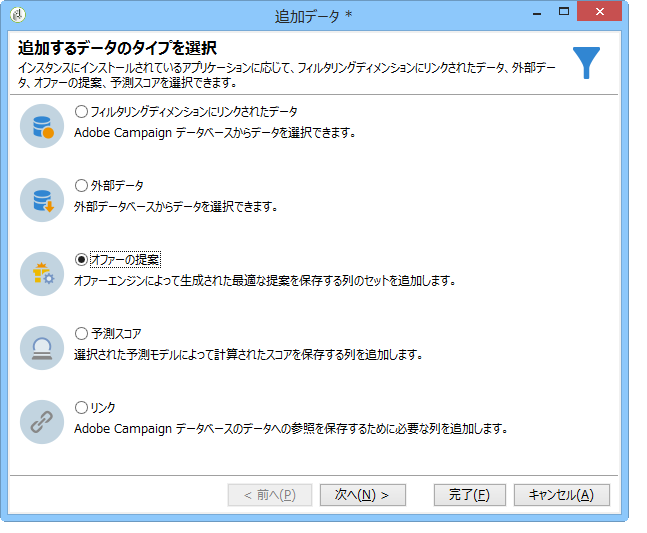 追加データ *
追加するデータのタイプを選択
インスタンスにインストールされているアプリケーションに応じて、フィルタリングディメンションにリンクされたデータ、外部デー
タ、オファーの提案、予測スコアを選択できます。
フィルタリングディメンションにリンクされたデータ
Adobe Campaign データベースからデータを選択できます。
外部データ
外部データベースからデータを選択できます。
オファーの提案
オファーエンジンによって生成された最適な提案を保存する列のセットを追加します。
予測スコア
選択された予測モデルによって計算されたスコアを保存する列を追加します。
リンク
Adobe Campaign データベースのデータへの参照を保存するために必要な列を追加します。
< 前へ(P) 次へ(N) > 完了(F) キャンセル(A)